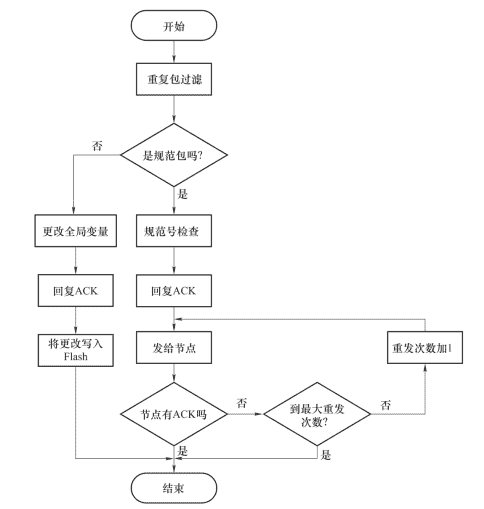 开始
重复包过滤
是规范包吗?
否
是
更改全局变量
规范号检查
回复ACK
回复ACK
将更改写入
Flash
发给节点
重发次数加1
节点有ACK吗
否
到最大重发
次数?
否
是
是
结束